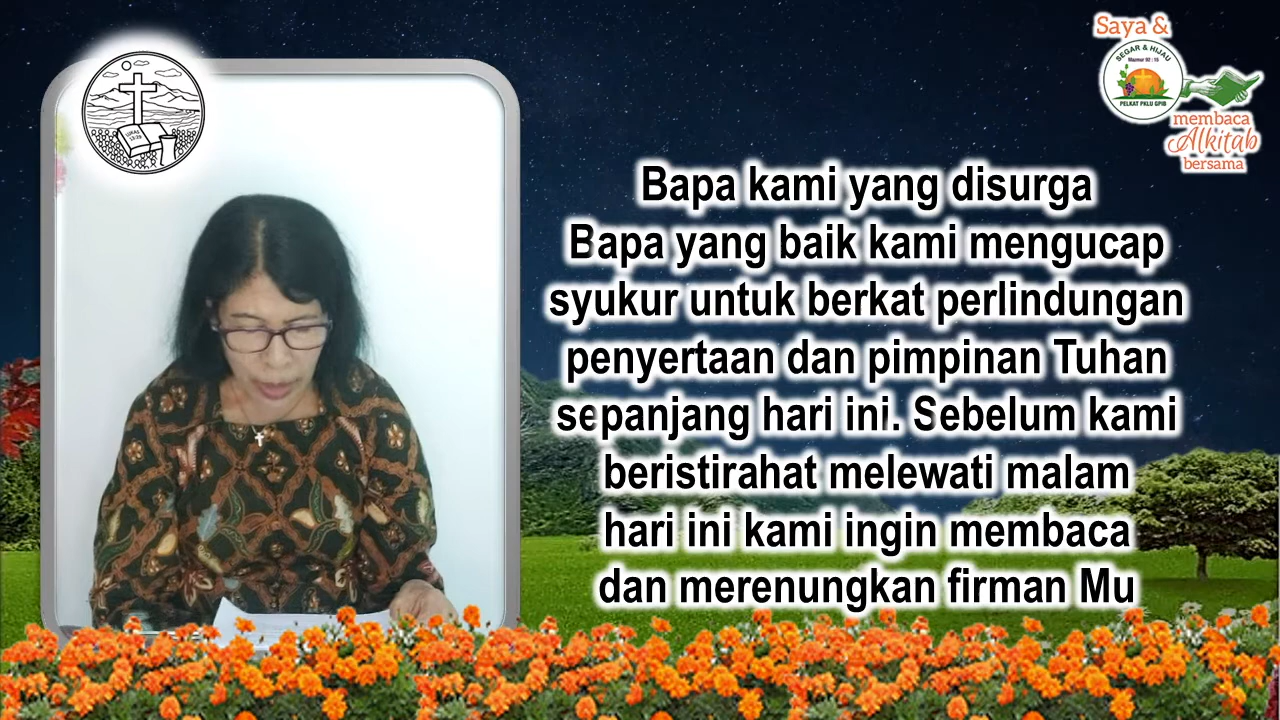 Saya &
SEGAR & HIJAU
Mazmur 92 : 15
PELKAT PKLU GPIB
membaca
Alkitab
bersama
LUKAS
Bapa kami yang disurga
Bapa yang baik kami mengucap
syukur untuk berkat perlindungan
penyertaan dan pimpinan Tuhan
sepanjang hari ini. Sebelum kami
beristirahat melewati malam
hari ini kami ingin membaca
dan merenungkan firman Mu